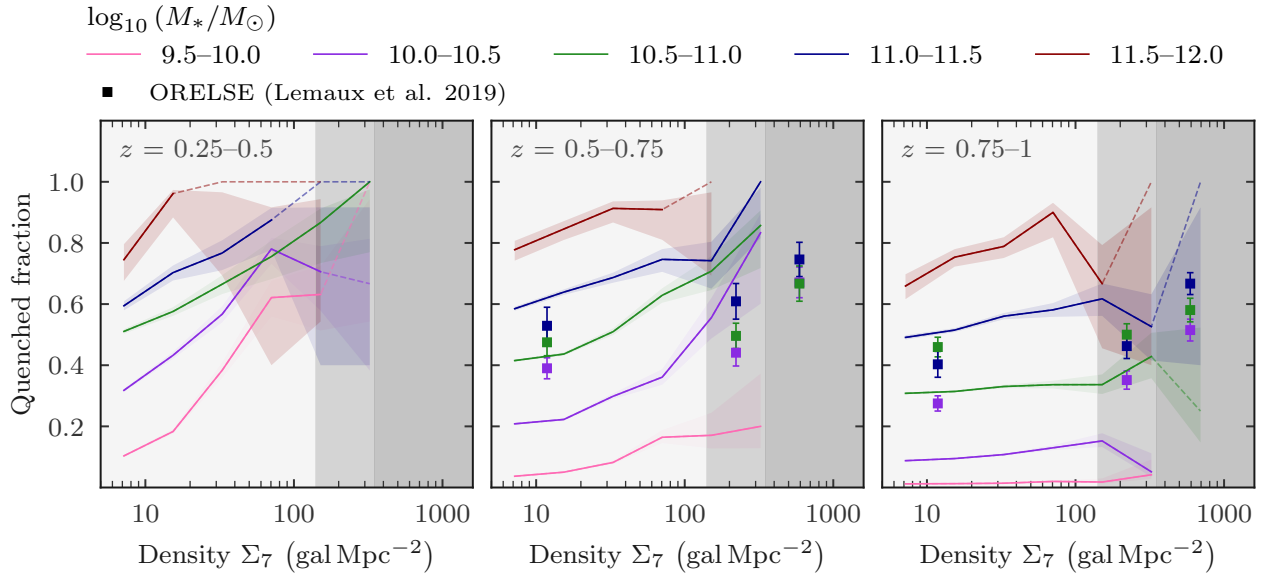 log₁₀ (M*/M⊙)
9.5–10.0 10.0–10.5 10.5–11.0 11.0–11.5 11.5–12.0
ORELSE (Lemaux et al. 2019)
z = 0.25–0.5 z = 0.5–0.75 z = 0.75–1
1.0
0.8
0.6
0.4
0.2
Quenched fraction
10 100 1000 10 100 1000 10 100 1000
Density Σ₇ (gal Mpc⁻²) Density Σ₇ (gal Mpc⁻²) Density Σ₇ (gal Mpc⁻²)